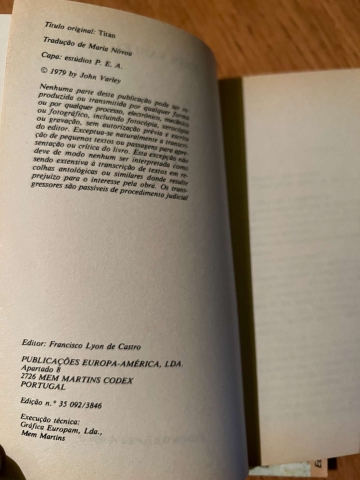 Título original: Titan
Tradução de Maria Nóvoa
Capa: estúdios P. E. A.
© 1979 by John Varley
Nenhuma parte desta publicação pode ser re-
produzida ou transmitida por qualquer forma
ou por qualquer processo, electrónico, mecânico
ou fotográfico, incluindo fotocópia, xerocópia
ou gravação, sem autorização prévia e escrita
do editor. Exceptua-se naturalmente a transcri-
ção de pequenos textos ou passagens para apre-
sentação ou crítica do livro. Esta excepção não
deve de modo nenhum ser interpretada como
sendo extensiva à transcrição de textos em re-
colhas antológicas ou similares donde resulte
prejuízo para o interesse pela obra. Os trans-
gressores são passíveis de procedimento judicial
Editor: Francisco Lyon de Castro
PUBLICAÇÕES EUROPA-AMÉRICA, LDA.
Apartado 8
2726 MEM MARTINS CODEX
PORTUGAL
Edição n.° 35 092/3846
Execução técnica:
Gráfica Europam, Lda.,
Mem Martins